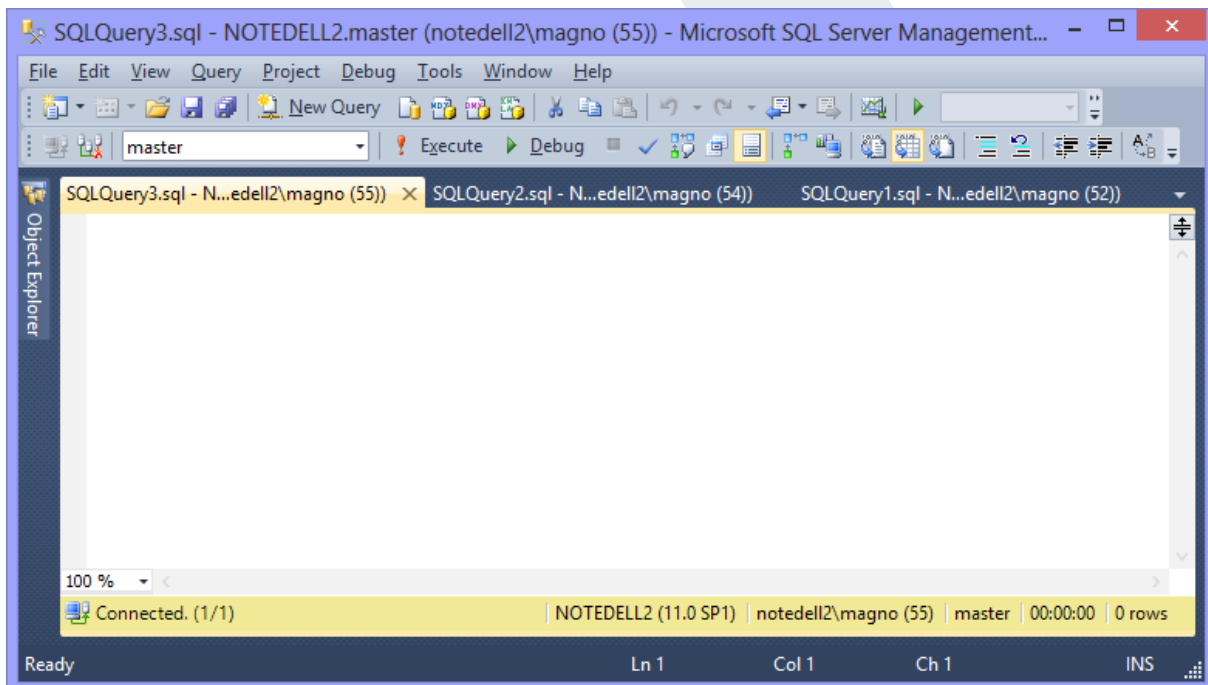 SQLQuery3.sql - NOTEDELL2.master (notedell2\magno (55)) - Microsoft SQL Server Management...
File Edit View Query Project Debug Tools Window Help
New Query
master Execute Debug
SQLQuery3.sql - N...edell2\magno (55)) SQLQuery2.sql - N...edell2\magno (54)) SQLQuery1.sql - N...edell2\magno (52))
Object Explorer
100 %
Connected. (1/1) NOTEDELL2 (11.0 SP1) notedell2\magno (55) master 00:00:00 0 rows
Ready Ln 1 Col 1 Ch 1 INS